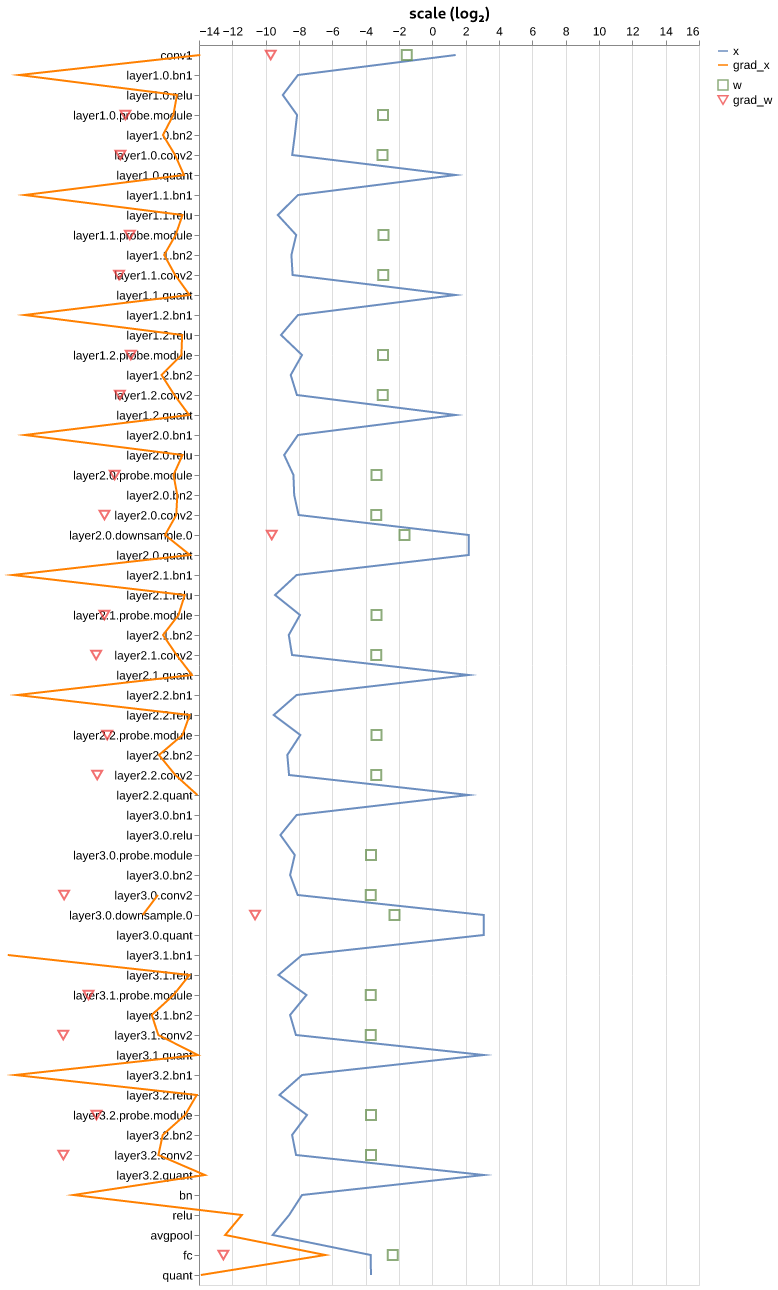 scale (log₂)
−14 −12 −10 −8 −6 −4 −2 0 2 4 6 8 10 12 14 16
x
grad_x
w
grad_w
conv1
layer1.0.bn1
layer1.0.relu
layer1.0.probe.module
layer1.0.bn2
layer1.0.conv2
layer1.0.quant
layer1.1.bn1
layer1.1.relu
layer1.1.probe.module
layer1.1.bn2
layer1.1.conv2
layer1.1.quant
layer1.2.bn1
layer1.2.relu
layer1.2.probe.module
layer1.2.bn2
layer1.2.conv2
layer1.2.quant
layer2.0.bn1
layer2.0.relu
layer2.0.probe.module
layer2.0.bn2
layer2.0.conv2
layer2.0.downsample.0
layer2.0.quant
layer2.1.bn1
layer2.1.relu
layer2.1.probe.module
layer2.1.bn2
layer2.1.conv2
layer2.1.quant
layer2.2.bn1
layer2.2.relu
layer2.2.probe.module
layer2.2.bn2
layer2.2.conv2
layer2.2.quant
layer3.0.bn1
layer3.0.relu
layer3.0.probe.module
layer3.0.bn2
layer3.0.conv2
layer3.0.downsample.0
layer3.0.quant
layer3.1.bn1
layer3.1.relu
layer3.1.probe.module
layer3.1.bn2
layer3.1.conv2
layer3.1.quant
layer3.2.bn1
layer3.2.relu
layer3.2.probe.module
layer3.2.bn2
layer3.2.conv2
layer3.2.quant
bn
relu
avgpool
fc
quant